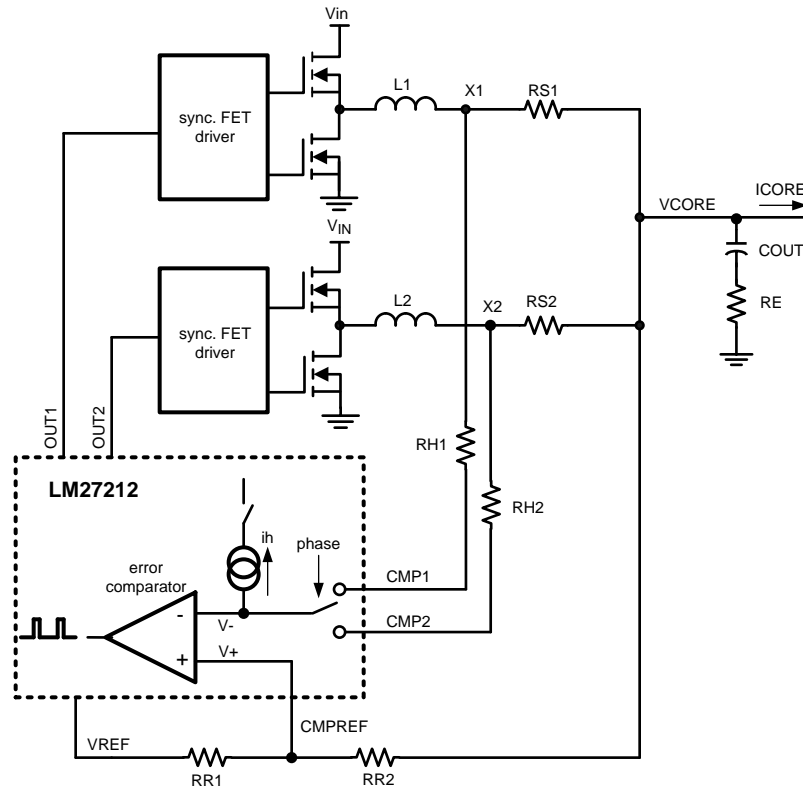 Vin
L1
X1
RS1
sync. FET
driver
ICORE
VCORE
COUT
RE
VIN
L2
X2
RS2
sync. FET
driver
OUT1
OUT2
RH1
RH2
LM27212
ih
phase
error
comparator
CMP1
CMP2
-
V-
+
V+
CMPREF
VREF
RR1
RR2